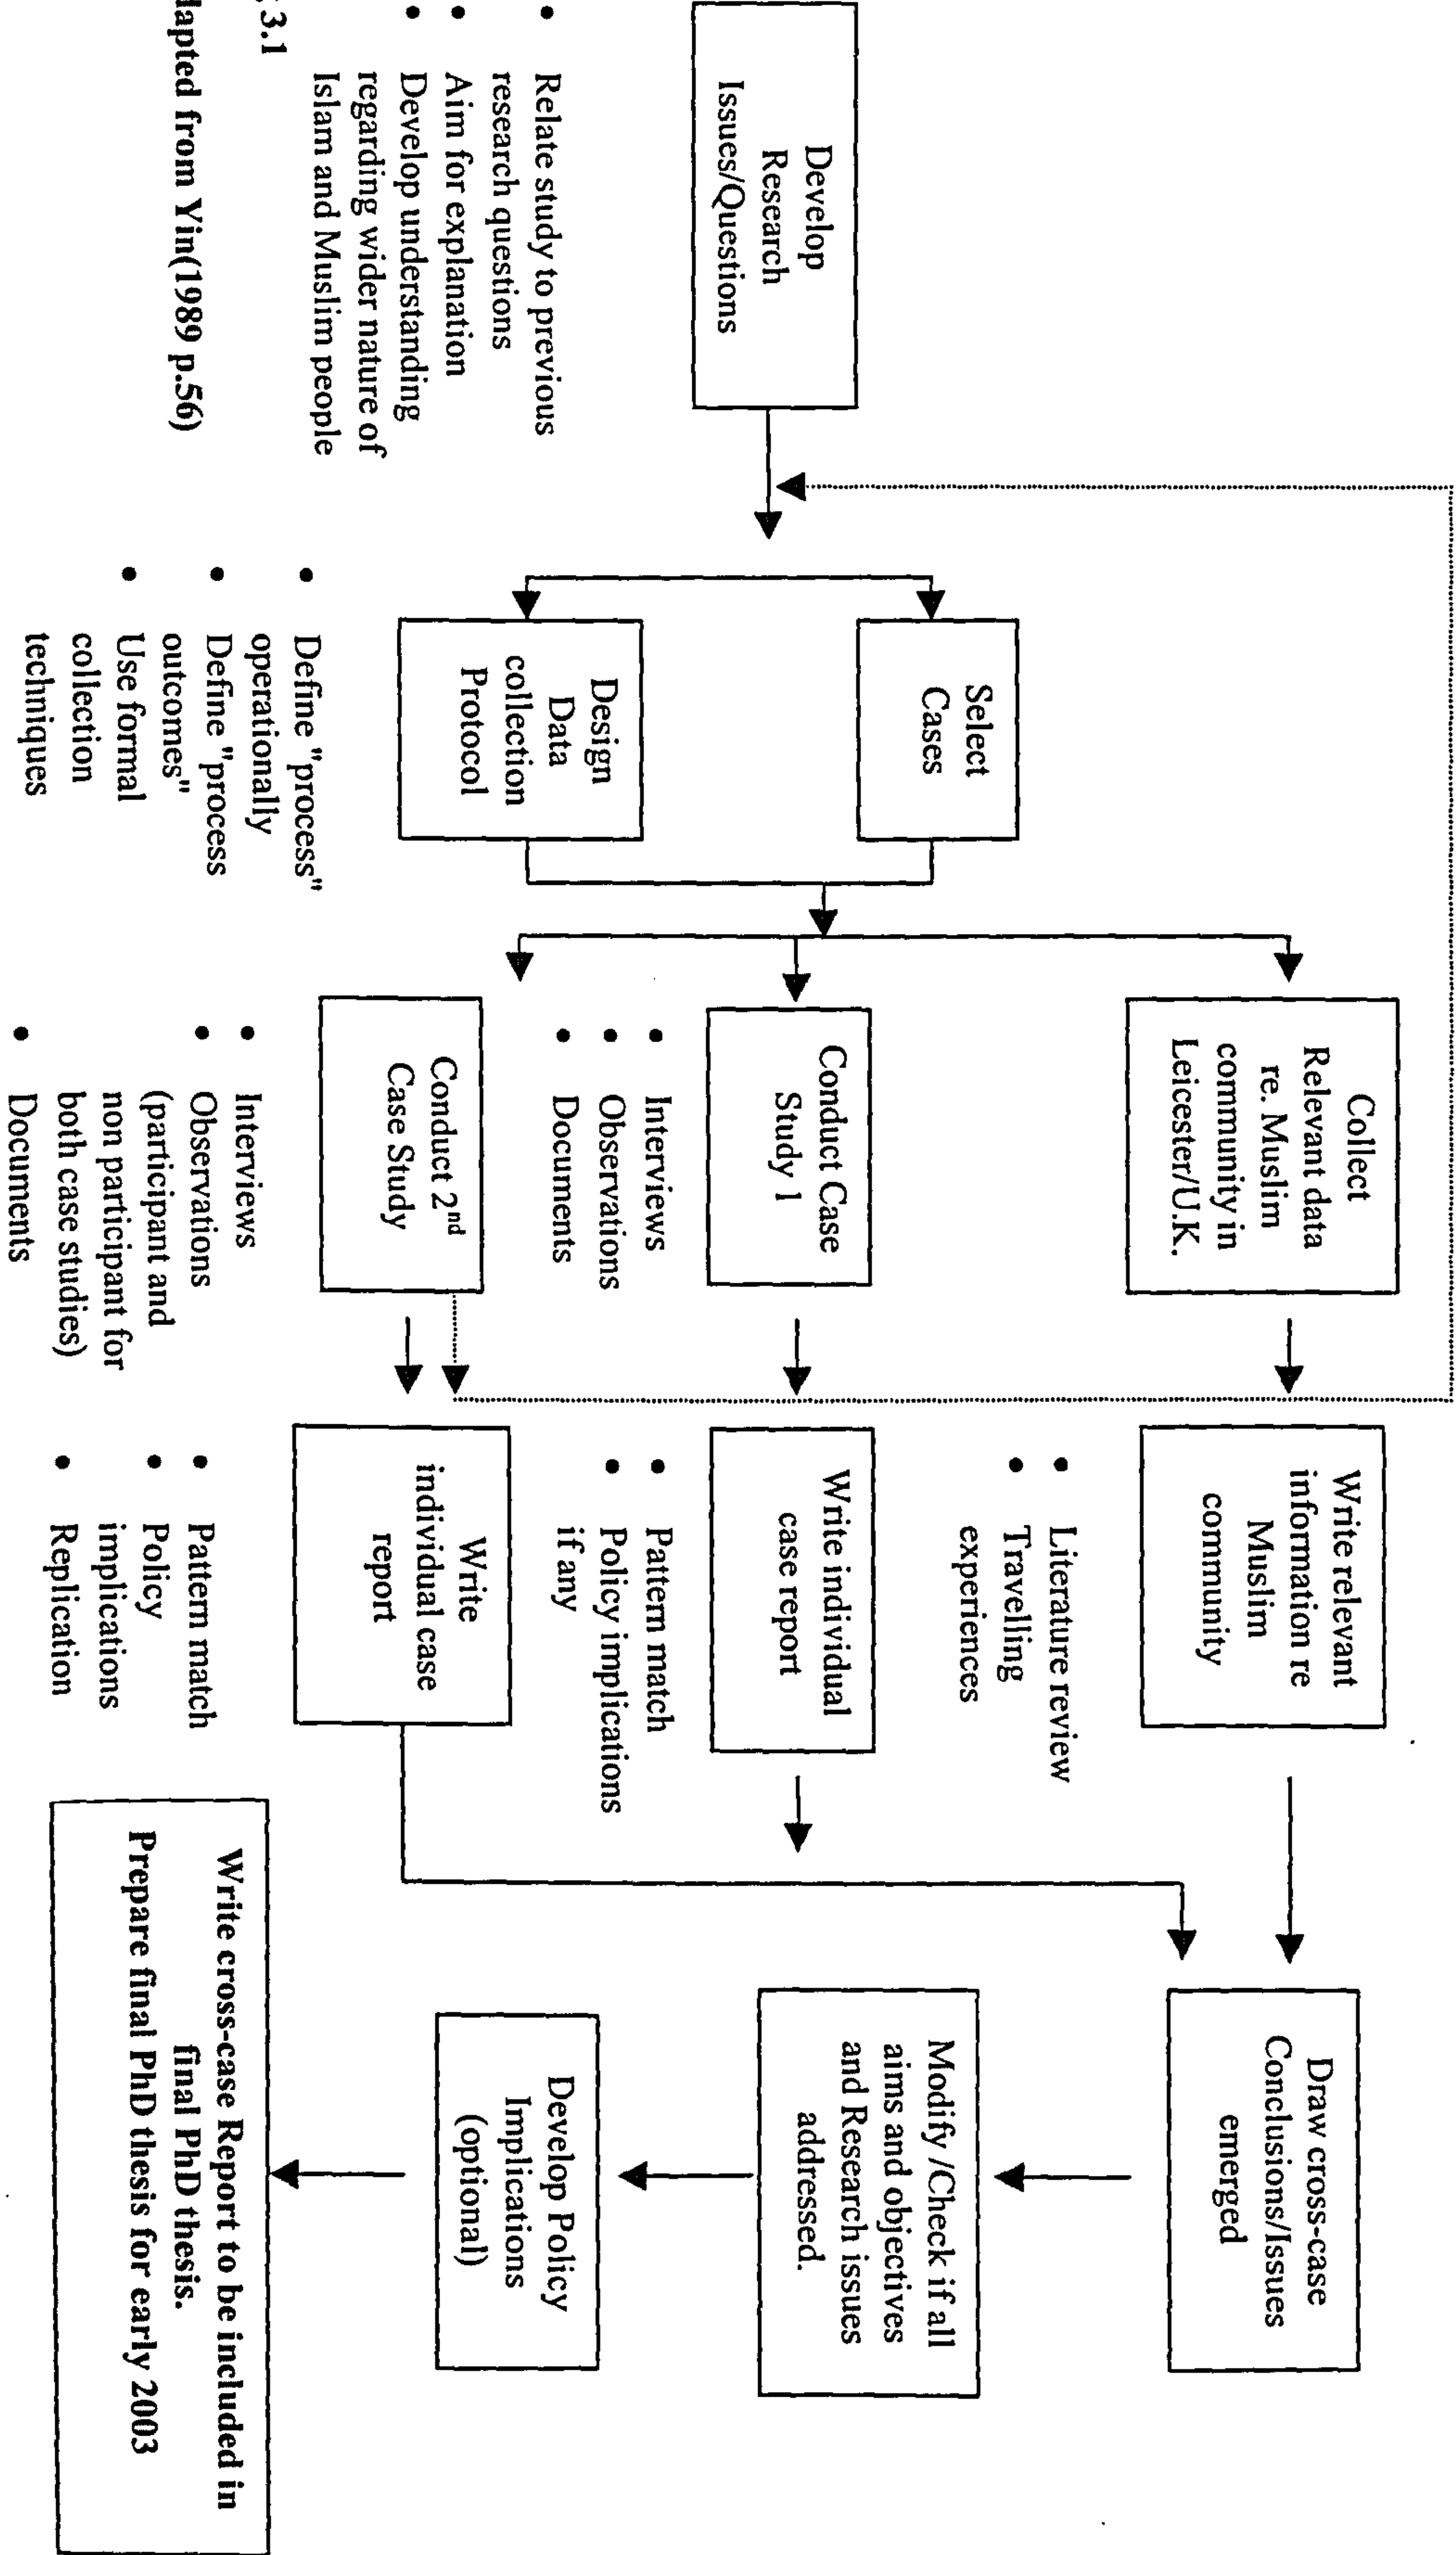 Develop
Research
Issues/Questions
• Relate study to previous
research questions
• Aim for explanation
• Develop understanding
regarding wider nature of
Islam and Muslim people
3.1
from Yin(1989 p.56)
Select
Cases
Design
Data
collection
Protocol
• Define "process"
operationally
• Define "process
outcomes"
• Use formal
collection
techniques
Collect
Relevant data
re. Muslim
community in
Leicester/U.K.
Conduct Case
Study 1
• Interviews
• Observations
• Documents
Conduct 2nd
Case Study
• Interviews
• Observations
(participant and
non participant for
both case studies)
• Documents
Write relevant
information re
Muslim
community
• Literature review
• Travelling
experiences
Write individual
case report
• Pattern match
• Policy implications
if any
Write
individual case
report
• Pattern match
• Policy
implications
• Replication
Draw cross-case
Conclusions/Issues
emerged
Modify /Check if all
aims and objectives
and Research issues
addressed.
Develop Policy
Implications
(optional)
Write cross-case Report to be included in
final PhD thesis.
Prepare final PhD thesis for early 2003